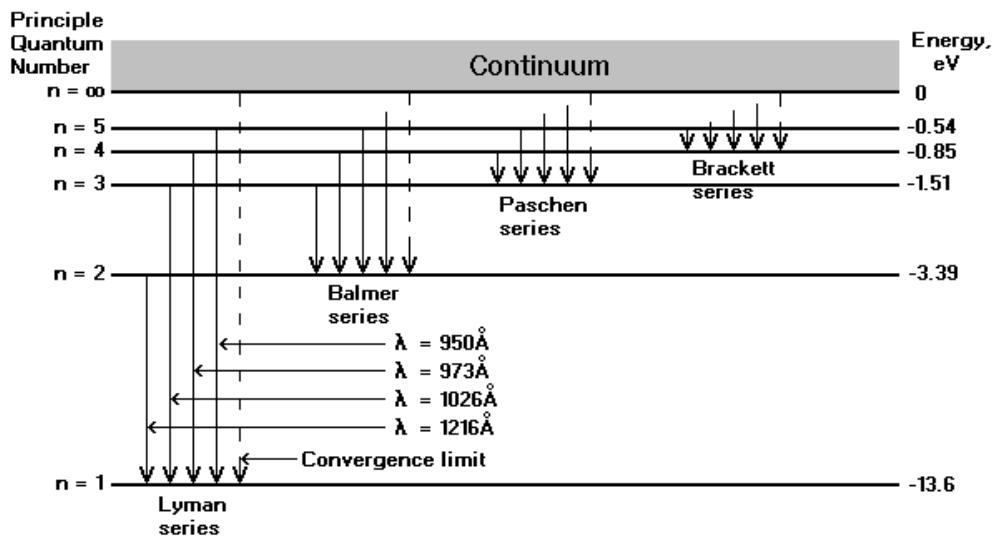 Principle
Quantum
Number
Energy,
eV
Continuum
n = ∞
0
n = 5
-0.54
n = 4
-0.85
n = 3
-1.51
Brackett
series
Paschen
series
n = 2
-3.39
Balmer
series
λ = 950Å
λ = 973Å
λ = 1026Å
λ = 1216Å
Convergence limit
n = 1
-13.6
Lyman
series